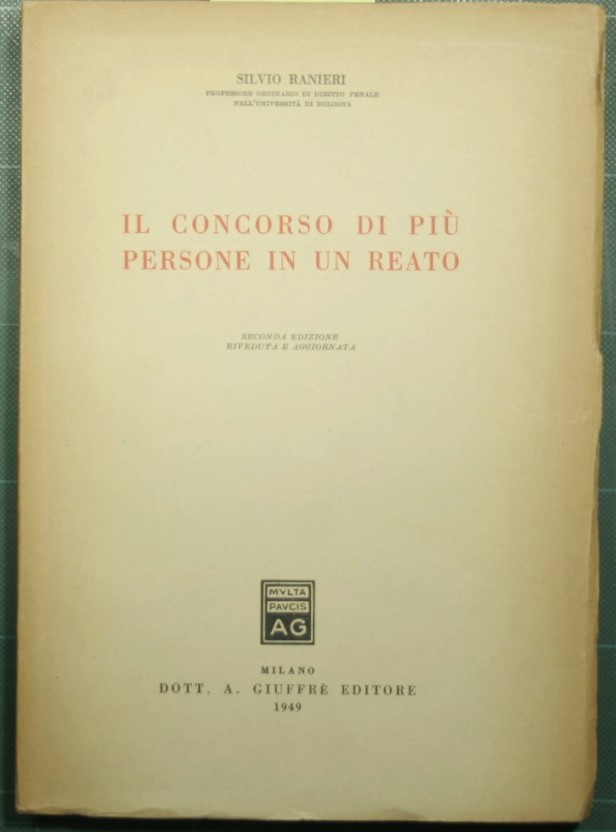 SILVIO RANIERI
PROFESSORE ORDINARIO DI DIRITTO PENALE
NELL'UNIVERSITÀ DI BOLOGNA
IL CONCORSO DI PIÙ
PERSONE IN UN REATO
SECONDA EDIZIONE
RIVEDUTA E AGGIORNATA
MVLTA
PAVCIS
AG
MILANO
DOTT. A. GIUFFRÈ EDITORE
1949